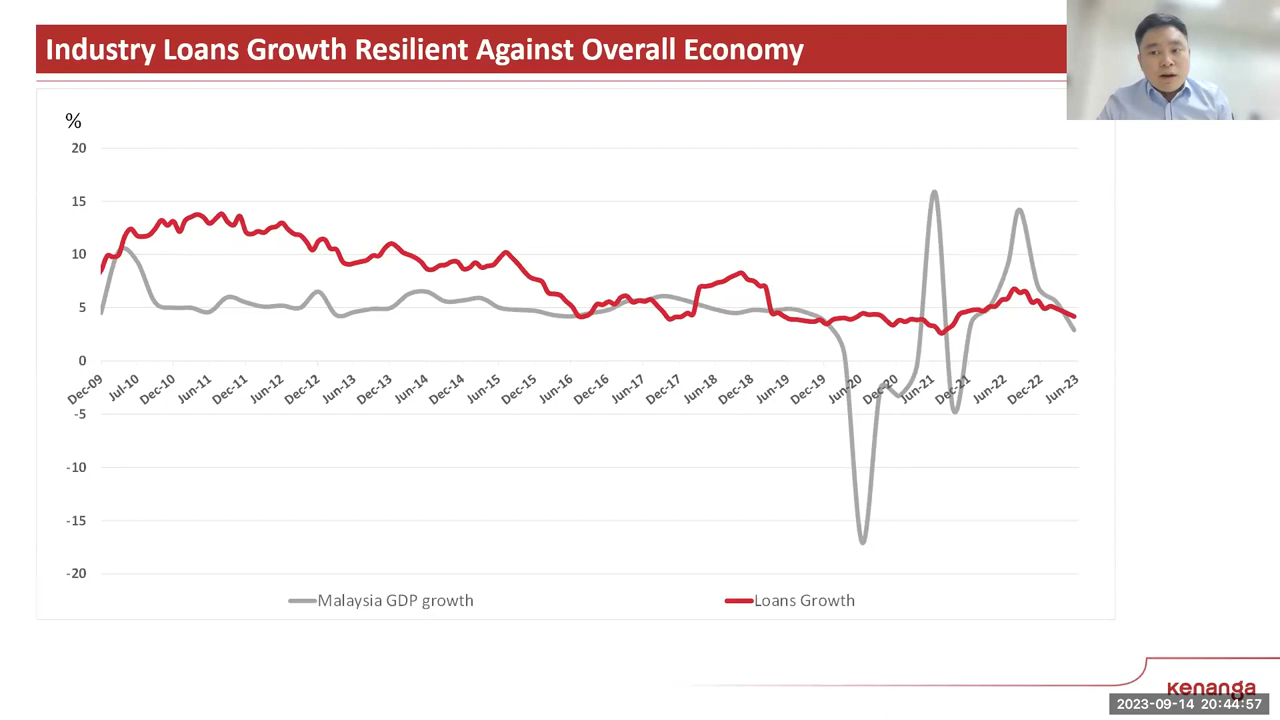 Industry Loans Growth Resilient Against Overall Economy
%
20
15
10
5
0
-5
-10
-15
-20
Dec-09 Jul-10 Dec-10 Jun-11 Dec-11 Jun-12 Dec-12 Jun-13 Dec-13 Jun-14 Dec-14 Jun-15 Dec-15 Jun-16 Dec-16 Jun-17 Dec-17 Jun-18 Dec-18 Jun-19 Dec-19 Jun-20 Dec-20 Jun-21 Dec-21 Jun-22 Dec-22 Jun-23
Malaysia GDP growth Loans Growth
kenanga
2023-09-14 20:44:57